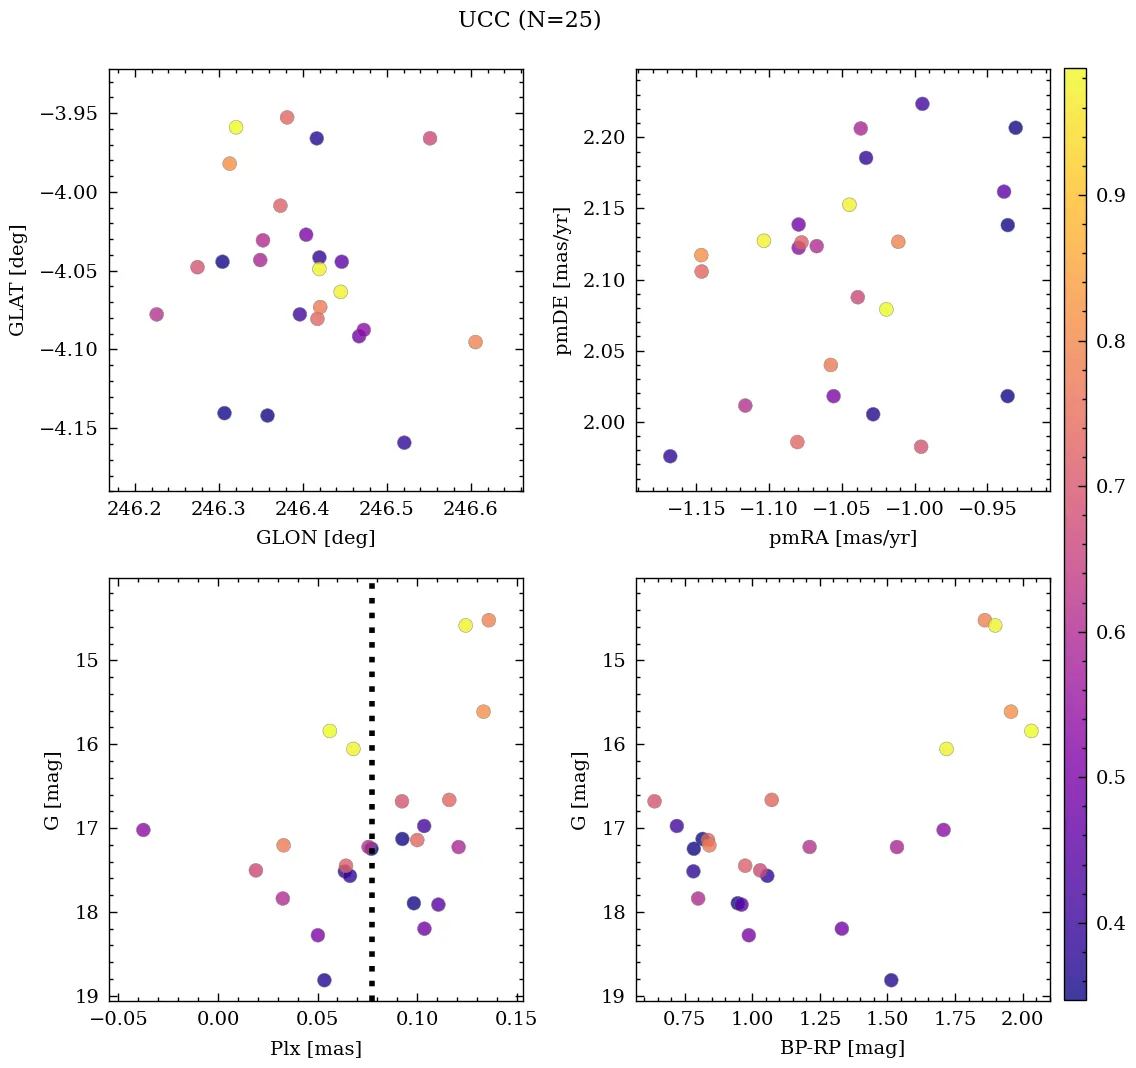 UCC (N=25)
−3.95
−4.00
−4.05
−4.10
−4.15
GLAT [deg]
246.2 246.3 246.4 246.5 246.6
GLON [deg]
2.20
2.15
2.10
2.05
2.00
pmDE [mas/yr]
−1.15 −1.10 −1.05 −1.00 −0.95
pmRA [mas/yr]
15
16
17
18
19
G [mag]
−0.05 0.00 0.05 0.10 0.15
Plx [mas]
15
16
17
18
19
G [mag]
0.75 1.00 1.25 1.50 1.75 2.00
BP-RP [mag]
0.9
0.8
0.7
0.6
0.5
0.4